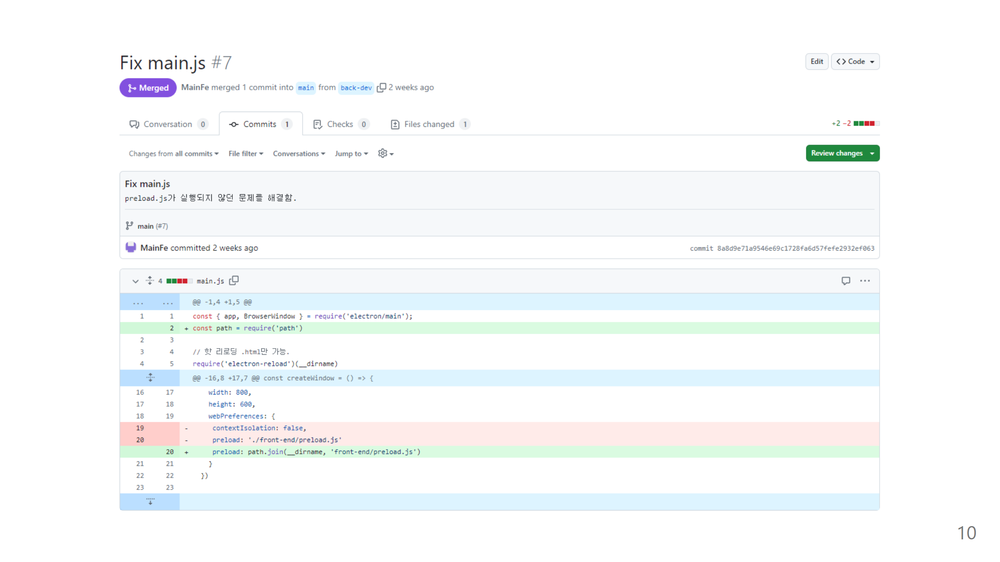 Fix main.js #7
Edit
Code
Merged MainFe merged 1 commit into main from back-dev 2 weeks ago
Conversation 0 Commits 1 Checks 0 Files changed 1
+2 −2
Changes from all commits File filter Conversations Jump to
Review changes
Fix main.js
preload.js가 실행되지 않던 문제를 해결함.
main (#7)
MainFe committed 2 weeks ago
commit 8a8d9e71a9546e69c1728fa6d57fefe2932ef063
4 main.js
... ... @@ -1,4 +1,5 @@
1 1 const { app, BrowserWindow } = require('electron/main');
2 + const path = require('path')
2 3
3 4 // 핫 리로딩 .html만 가능.
4 5 require('electron-reload')(__dirname)
@@ -16,8 +17,7 @@ const createWindow = () => {
16 17 width: 800,
17 18 height: 600,
18 19 webPreferences: {
19 - contextIsolation: false,
20 - preload: './front-end/preload.js'
20 + preload: path.join(__dirname, 'front-end/preload.js')
21 21 }
22 22 })
23 23
10